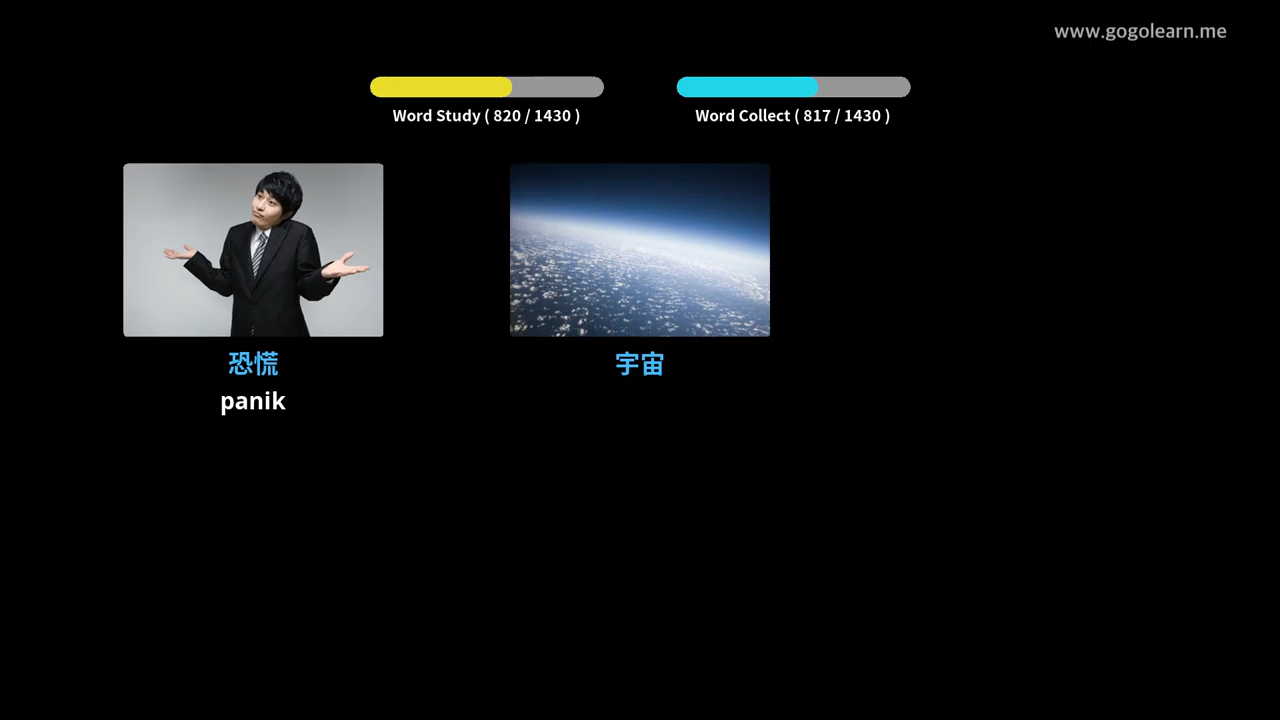 www.gogolearn.me
Word Study ( 820 / 1430 )
Word Collect ( 817 / 1430 )
恐慌
宇宙
panik